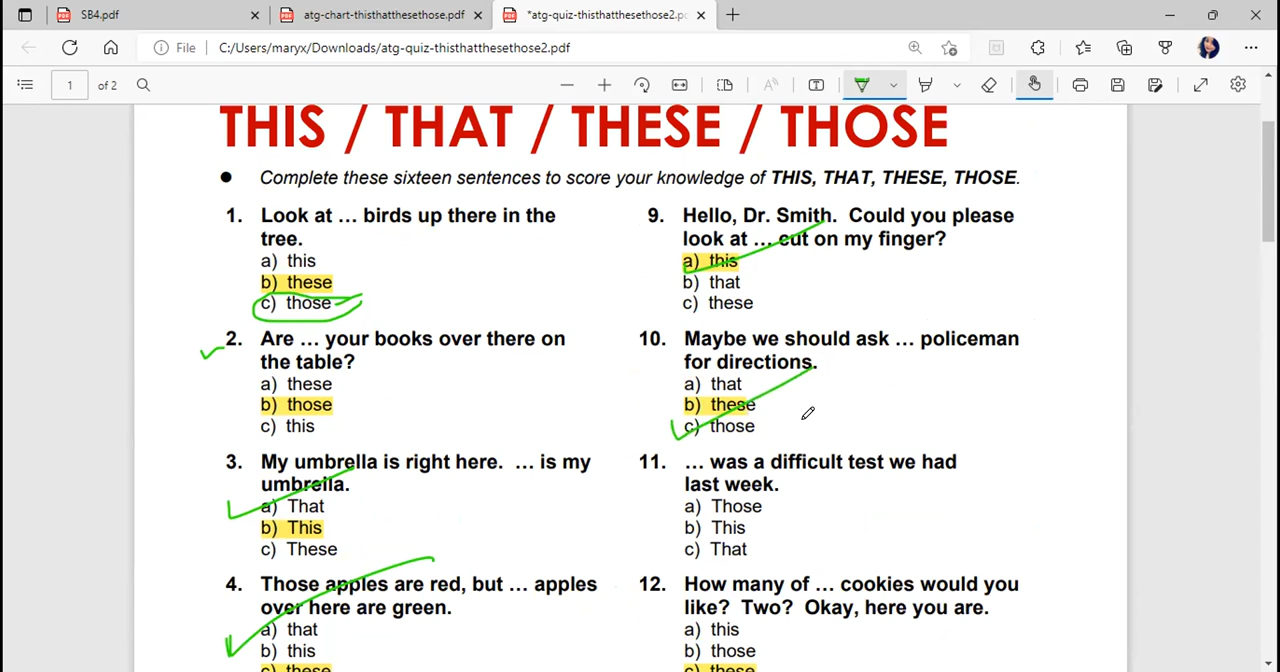 SB4.pdf
atg-chart-thisthatthesethose.pdf
*atg-quiz-thisthatthesethose2.pd
File C:/Users/maryx/Downloads/atg-quiz-thisthatthesethose2.pdf
1 of 2
THIS / THAT / THESE / THOSE
● Complete these sixteen sentences to score your knowledge of THIS, THAT, THESE, THOSE.
1. Look at … birds up there in the
tree.
a) this
b) these
c) those
2. Are … your books over there on
the table?
a) these
b) those
c) this
3. My umbrella is right here. … is my
umbrella.
a) That
b) This
c) These
4. Those apples are red, but … apples
over here are green.
a) that
b) this
c) these
9. Hello, Dr. Smith. Could you please
look at … cut on my finger?
a) this
b) that
c) these
10. Maybe we should ask … policeman
for directions.
a) that
b) these
c) those
11. … was a difficult test we had
last week.
a) Those
b) This
c) That
12. How many of … cookies would you
like? Two? Okay, here you are.
a) this
b) those
c) these